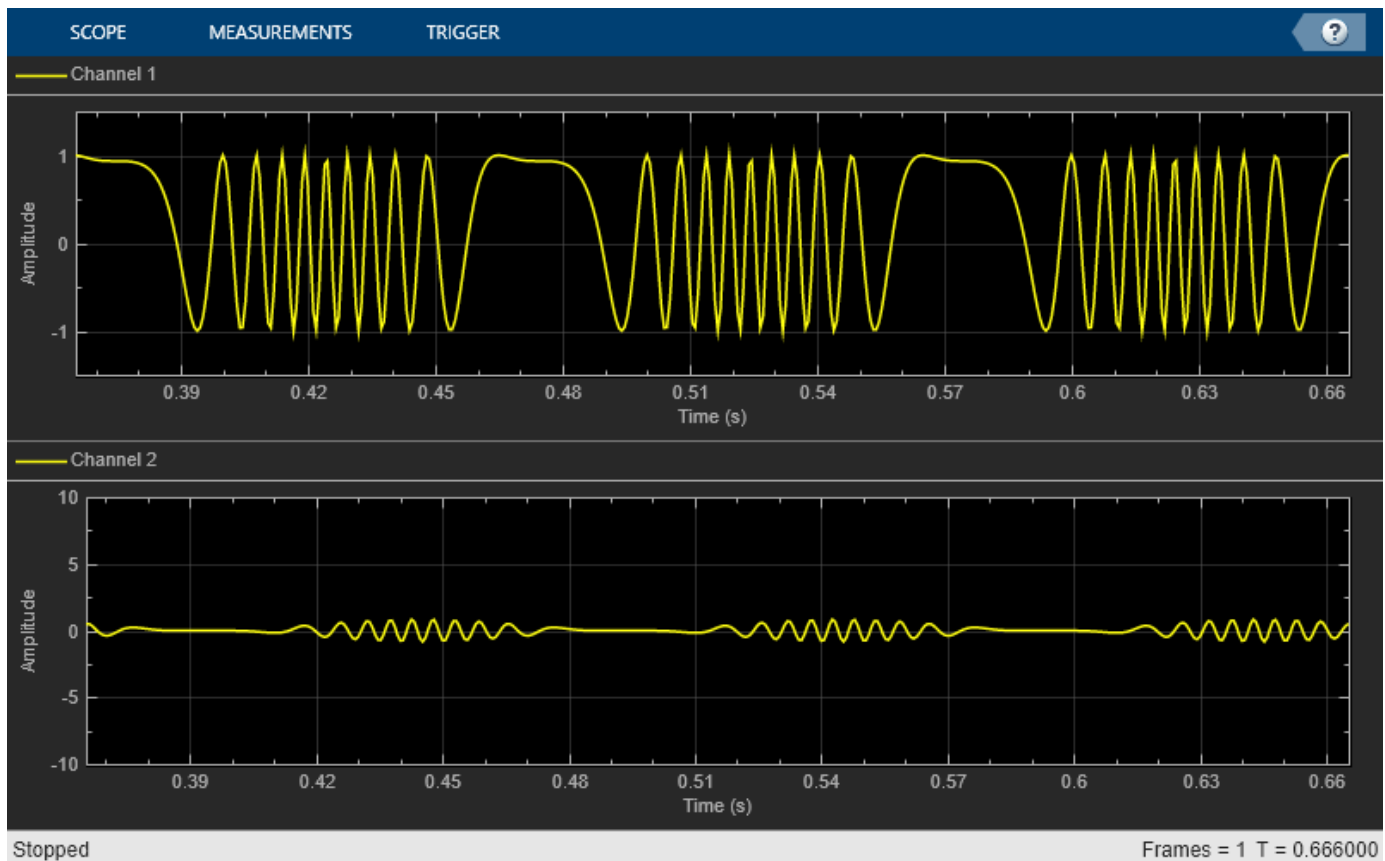 SCOPE MEASUREMENTS TRIGGER ?
Channel 1
1
0
-1
Amplitude
0.39 0.42 0.45 0.48 0.51 0.54 0.57 0.6 0.63 0.66
Time (s)
Channel 2
10
5
0
-5
-10
Amplitude
0.39 0.42 0.45 0.48 0.51 0.54 0.57 0.6 0.63 0.66
Time (s)
Stopped Frames = 1 T = 0.666000